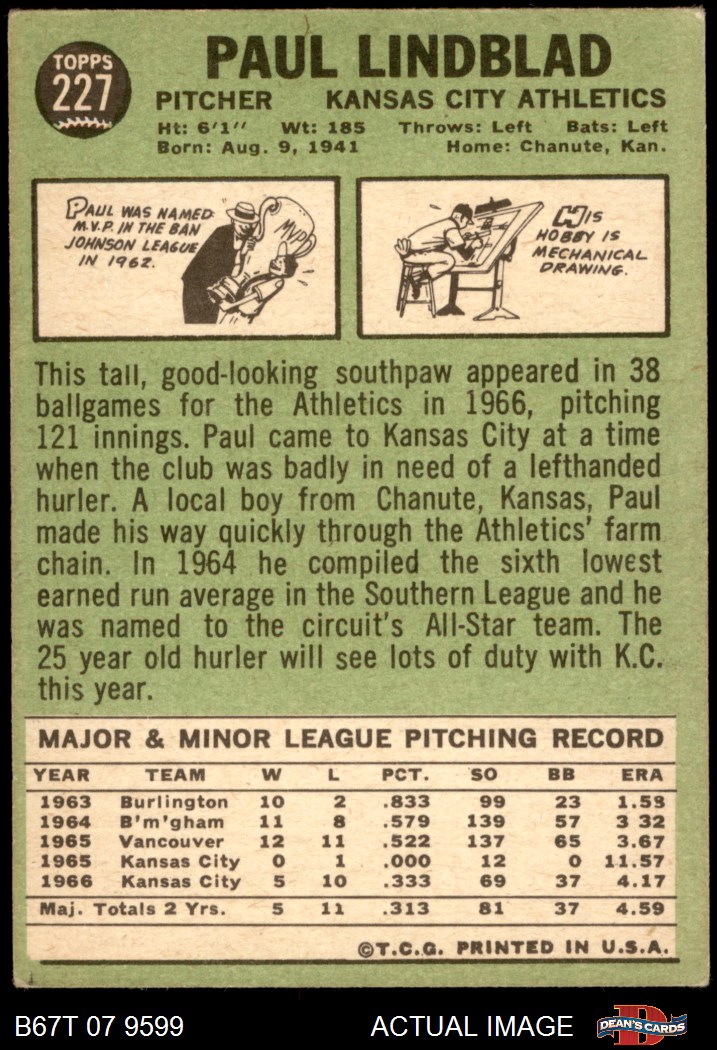 TOPPS
227
PAUL LINDBLAD
PITCHER KANSAS CITY ATHLETICS
Ht: 6'1" Wt: 185 Throws: Left Bats: Left
Born: Aug. 9, 1941 Home: Chanute, Kan.
PAUL WAS NAMED
M.V.P. IN THE BAN
JOHNSON LEAGUE
IN 1962.
MVP
HIS
HOBBY IS
MECHANICAL
DRAWING.
This tall, good-looking southpaw appeared in 38
ballgames for the Athletics in 1966, pitching
121 innings. Paul came to Kansas City at a time
when the club was badly in need of a lefthanded
hurler. A local boy from Chanute, Kansas, Paul
made his way quickly through the Athletics' farm
chain. In 1964 he compiled the sixth lowest
earned run average in the Southern League and he
was named to the circuit's All-Star team. The
25 year old hurler will see lots of duty with K.C.
this year.
MAJOR & MINOR LEAGUE PITCHING RECORD
YEAR TEAM W L PCT. SO BB ERA
1963 Burlington 10 2 .833 99 23 1.58
1964 B'm'gham 11 8 .579 139 57 3 32
1965 Vancouver 12 11 .522 137 65 3.67
1965 Kansas City 0 1 .000 12 0 11.57
1966 Kansas City 5 10 .333 69 37 4.17
Maj. Totals 2 Yrs. 5 11 .313 81 37 4.59
©T.C.G. PRINTED IN U.S.A.
B67T 07 9599 ACTUAL IMAGE
D
DEAN'S CARDS